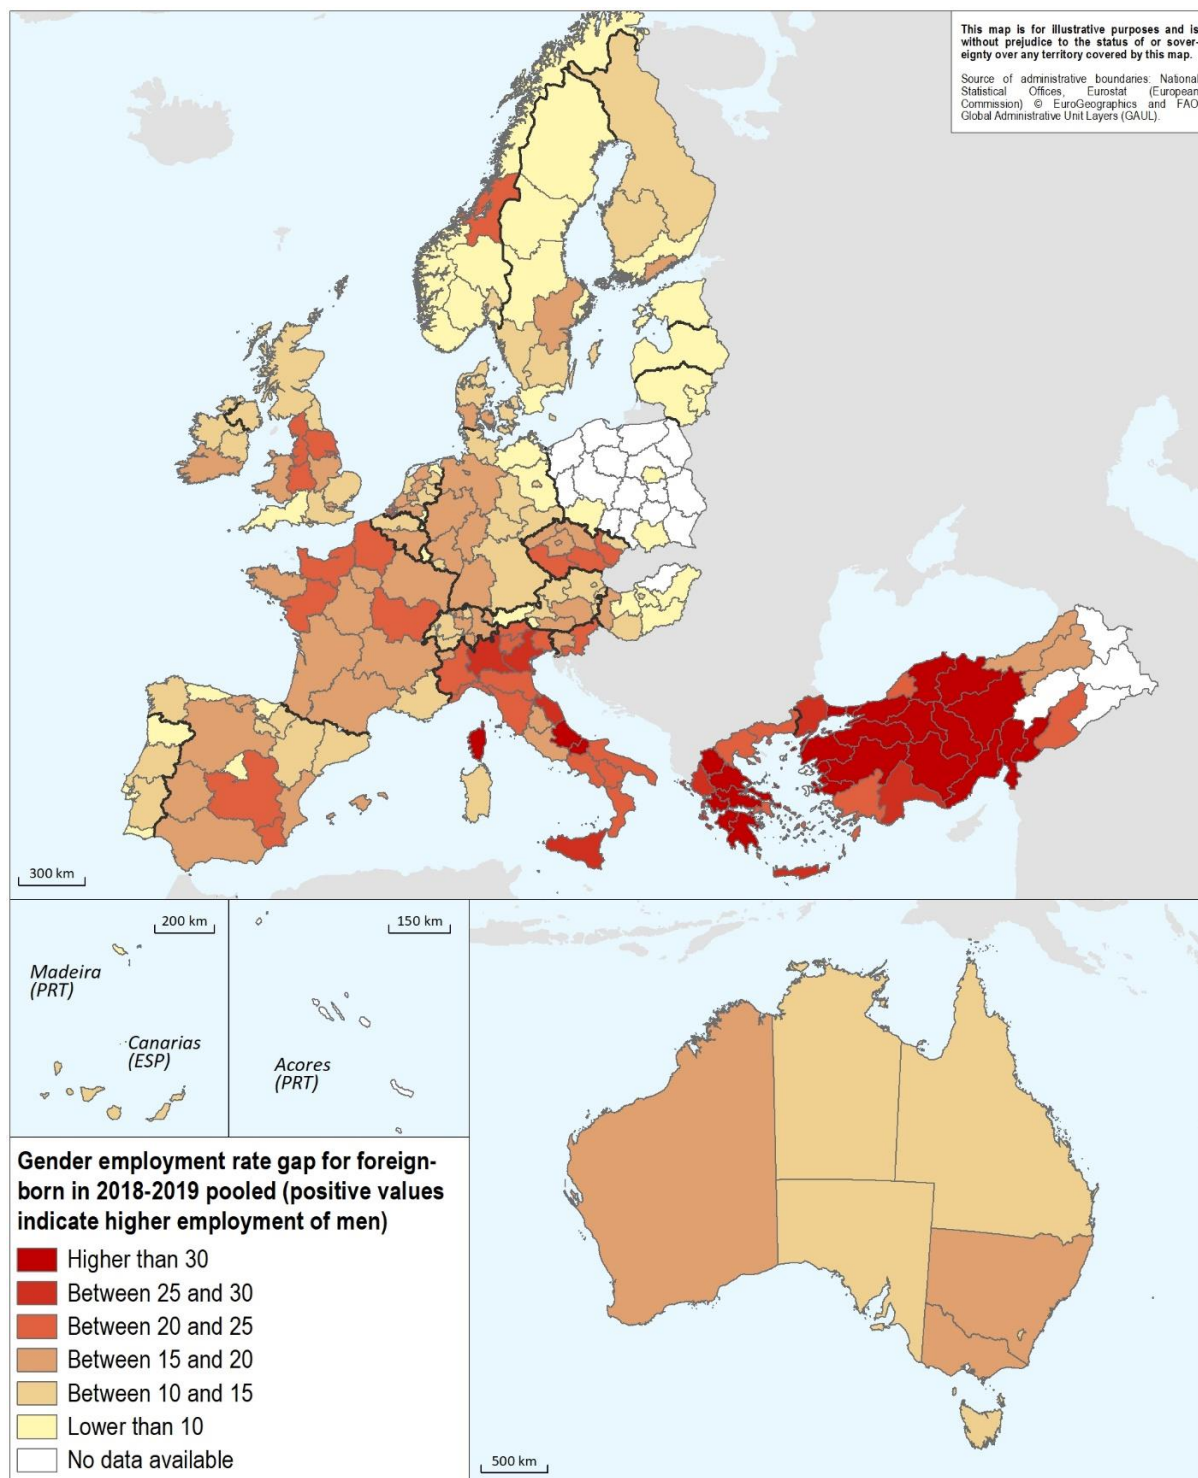 This map is for illustrative purposes and is
without prejudice to the status of or sover-
eignty over any territory covered by this map.
Source of administrative boundaries: National
Statistical Offices, Eurostat (European
Commission) © EuroGeographics and FAO
Global Administrative Unit Layers (GAUL).
300 km
200 km
150 km
Madeira
(PRT)
Canarias
(ESP)
Acores
(PRT)
Gender employment rate gap for foreign-
born in 2018-2019 pooled (positive values
indicate higher employment of men)
Higher than 30
Between 25 and 30
Between 20 and 25
Between 15 and 20
Between 10 and 15
Lower than 10
No data available
500 km